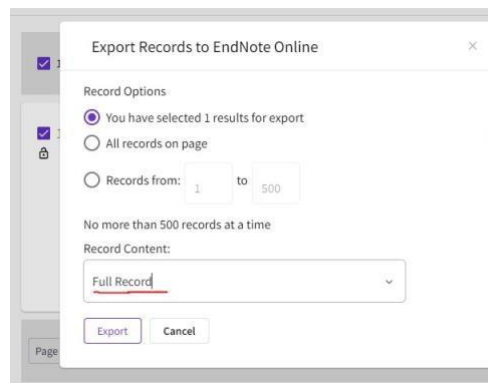 Export Records to EndNote Online
Record Options
You have selected 1 results for export
All records on page
Records from: 1 to 500
No more than 500 records at a time
Record Content:
Full Record
Export Cancel
Page